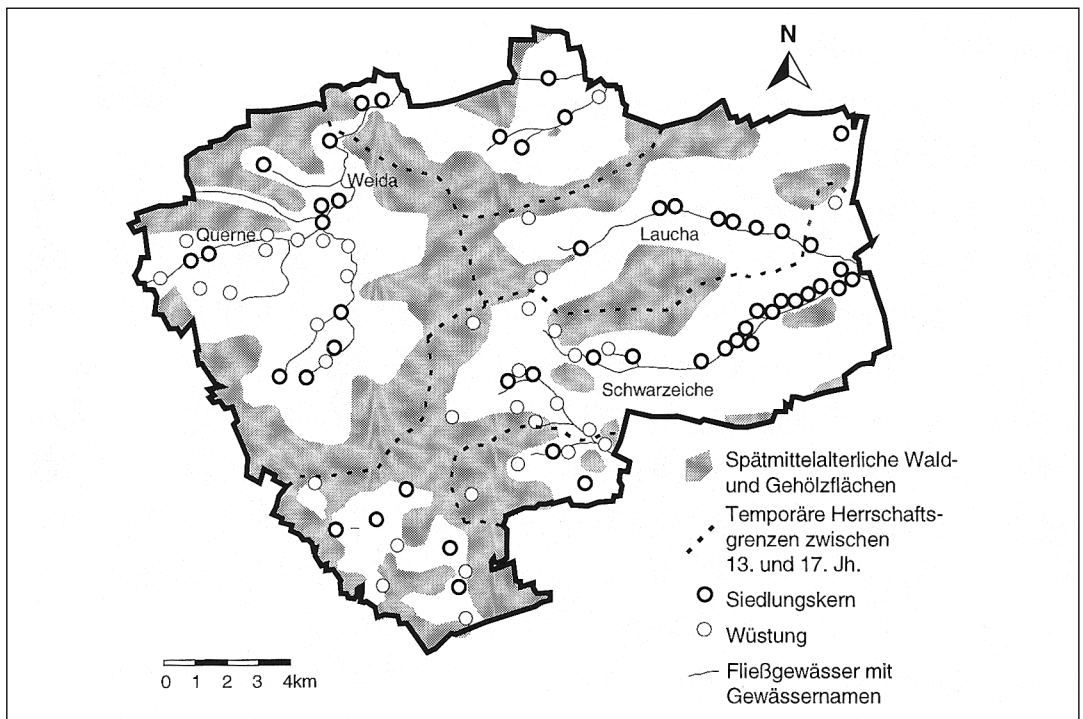 N
Weida
Querne
Laucha
Schwarzeiche
Spätmittelalterliche Wald-
und Gehölzflächen
Temporäre Herrschafts-
grenzen zwischen
13. und 17. Jh.
Siedlungskern
Wüstung
Fließgewässer mit
Gewässernamen
0 1 2 3 4km